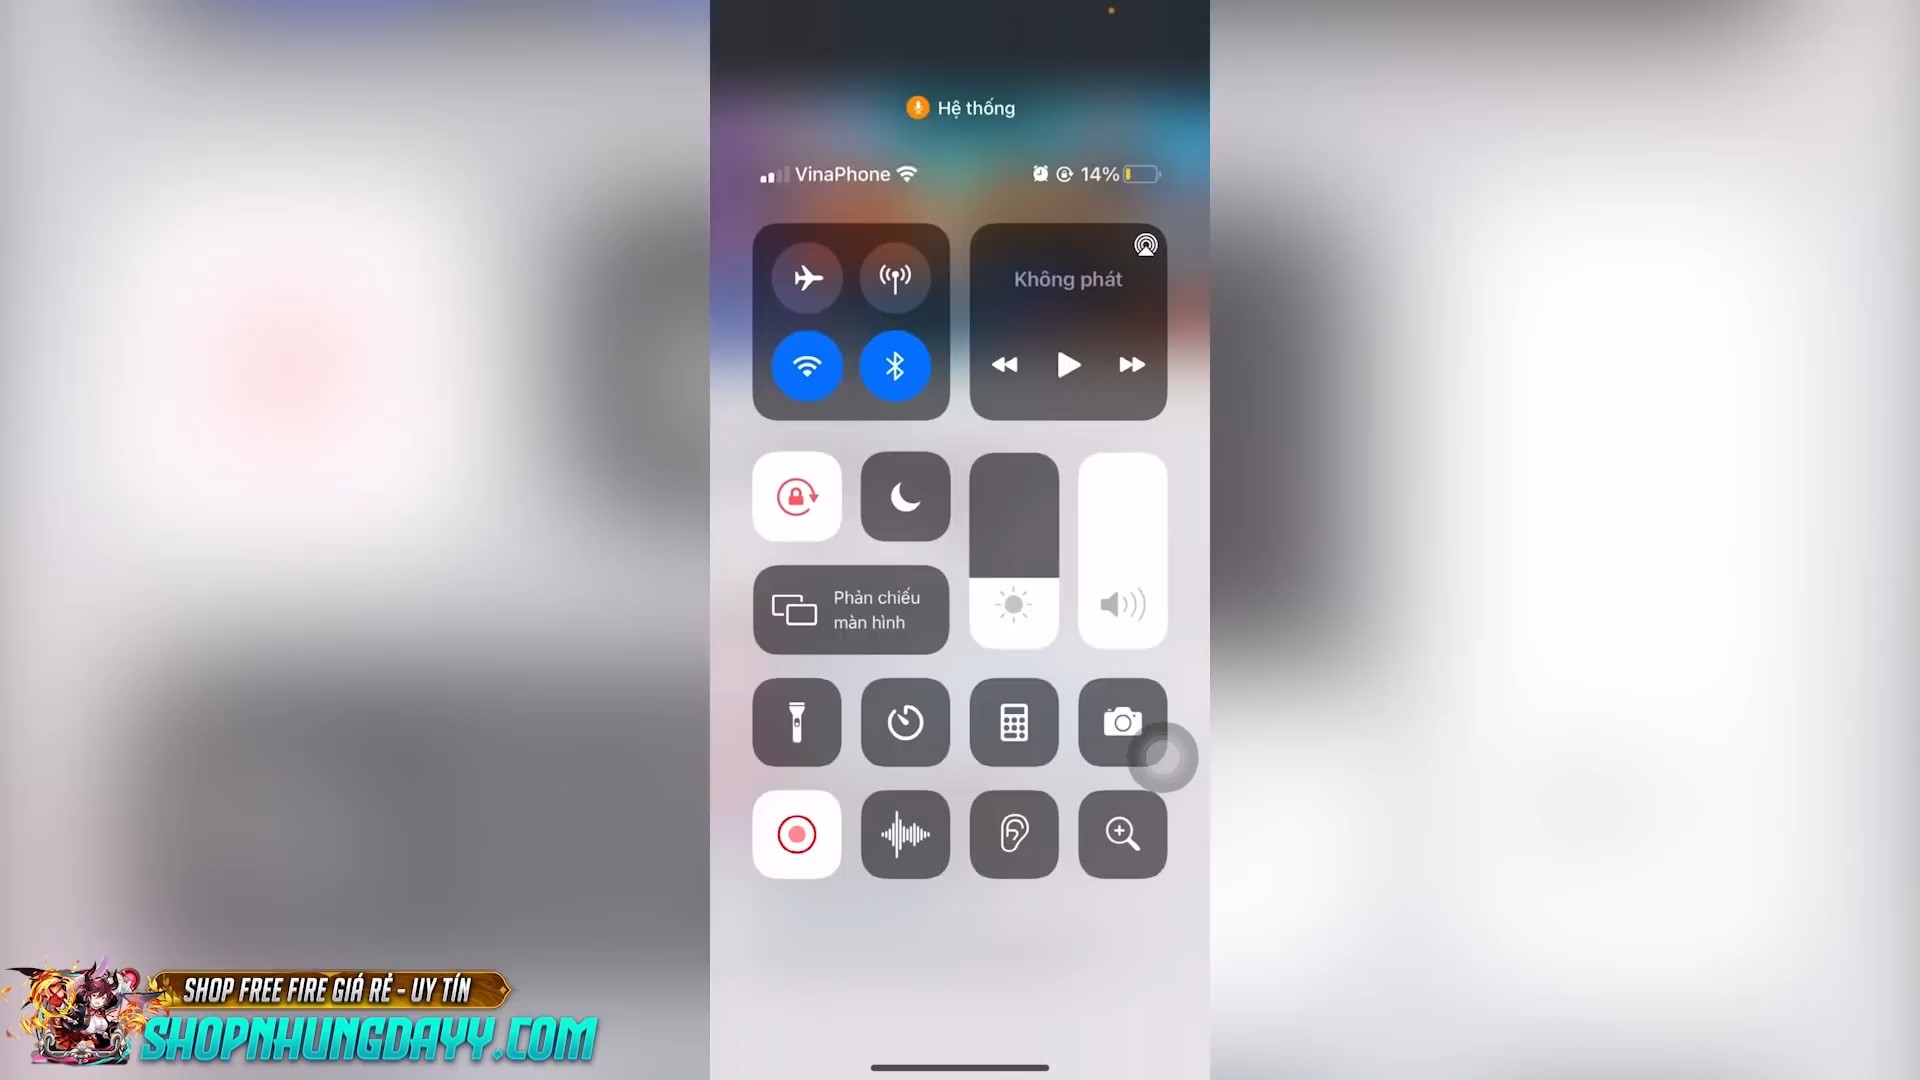 Hệ thống
VinaPhone
14%
Không phát
Phản chiếu
màn hình
SHOP FREE FIRE GIÁ RẺ - UY TÍN
SHOPNHUNGDAYY.COM